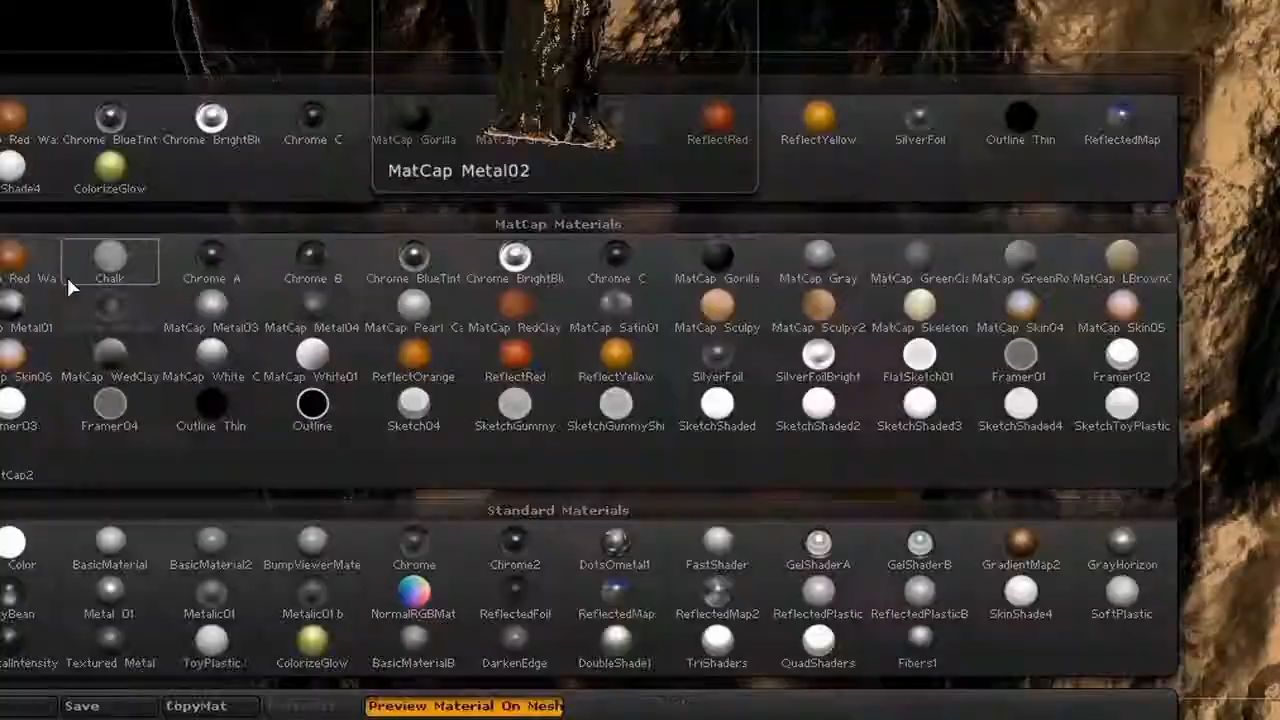 Red Wa Chrome BlueTint Chrome BrightBl Chrome C MatCap Gorilla MatCap ReflectRed ReflectYellow SilverFoil Outline Thin ReflectedMap
Shade4 ColorizeGlow
MatCap Metal02
MatCap Materials
Red Wa Chalk Chrome A Chrome B Chrome BlueTint Chrome BrightBl Chrome C MatCap Gorilla MatCap Gray MatCap GreenCl MatCap GreenRo MatCap LBrownC
Metal01 MatCap Metal03 MatCap Metal04 MatCap Pearl Ca MatCap RedClay MatCap Satin01 MatCap Sculpy MatCap Sculpy2 MatCap Skeleton MatCap Skin04 MatCap Skin05
p Skin06 MatCap WedClay MatCap White C MatCap White01 ReflectOrange ReflectRed ReflectYellow SilverFoil SilverFoilBright FlatSketch01 Framer01 Framer02
mer03 Framer04 Outline Thin Outline Sketch04 SketchGummy SketchGummyShi SketchShaded SketchShaded2 SketchShaded3 SketchShaded4 SketchToyPlastic
tCap2
Standard Materials
Color BasicMaterial BasicMaterial2 BumpViewerMate Chrome Chrome2 DotsOmetal1 FastShader GelShaderA GelShaderB GradientMap2 GrayHorizon
yBean Metal 01 Metalic01 Metalic01b NormalRGBMat ReflectedFoil ReflectedMap ReflectedMap2 ReflectedPlastic ReflectedPlasticB SkinShade4 SoftPlastic
alIntensity Textured Metal ToyPlastic ColorizeGlow BasicMaterialB DarkenEdge DoubleShade1 TriShaders QuadShaders Fibers1
Save CopyMat Preview Material On Mesh